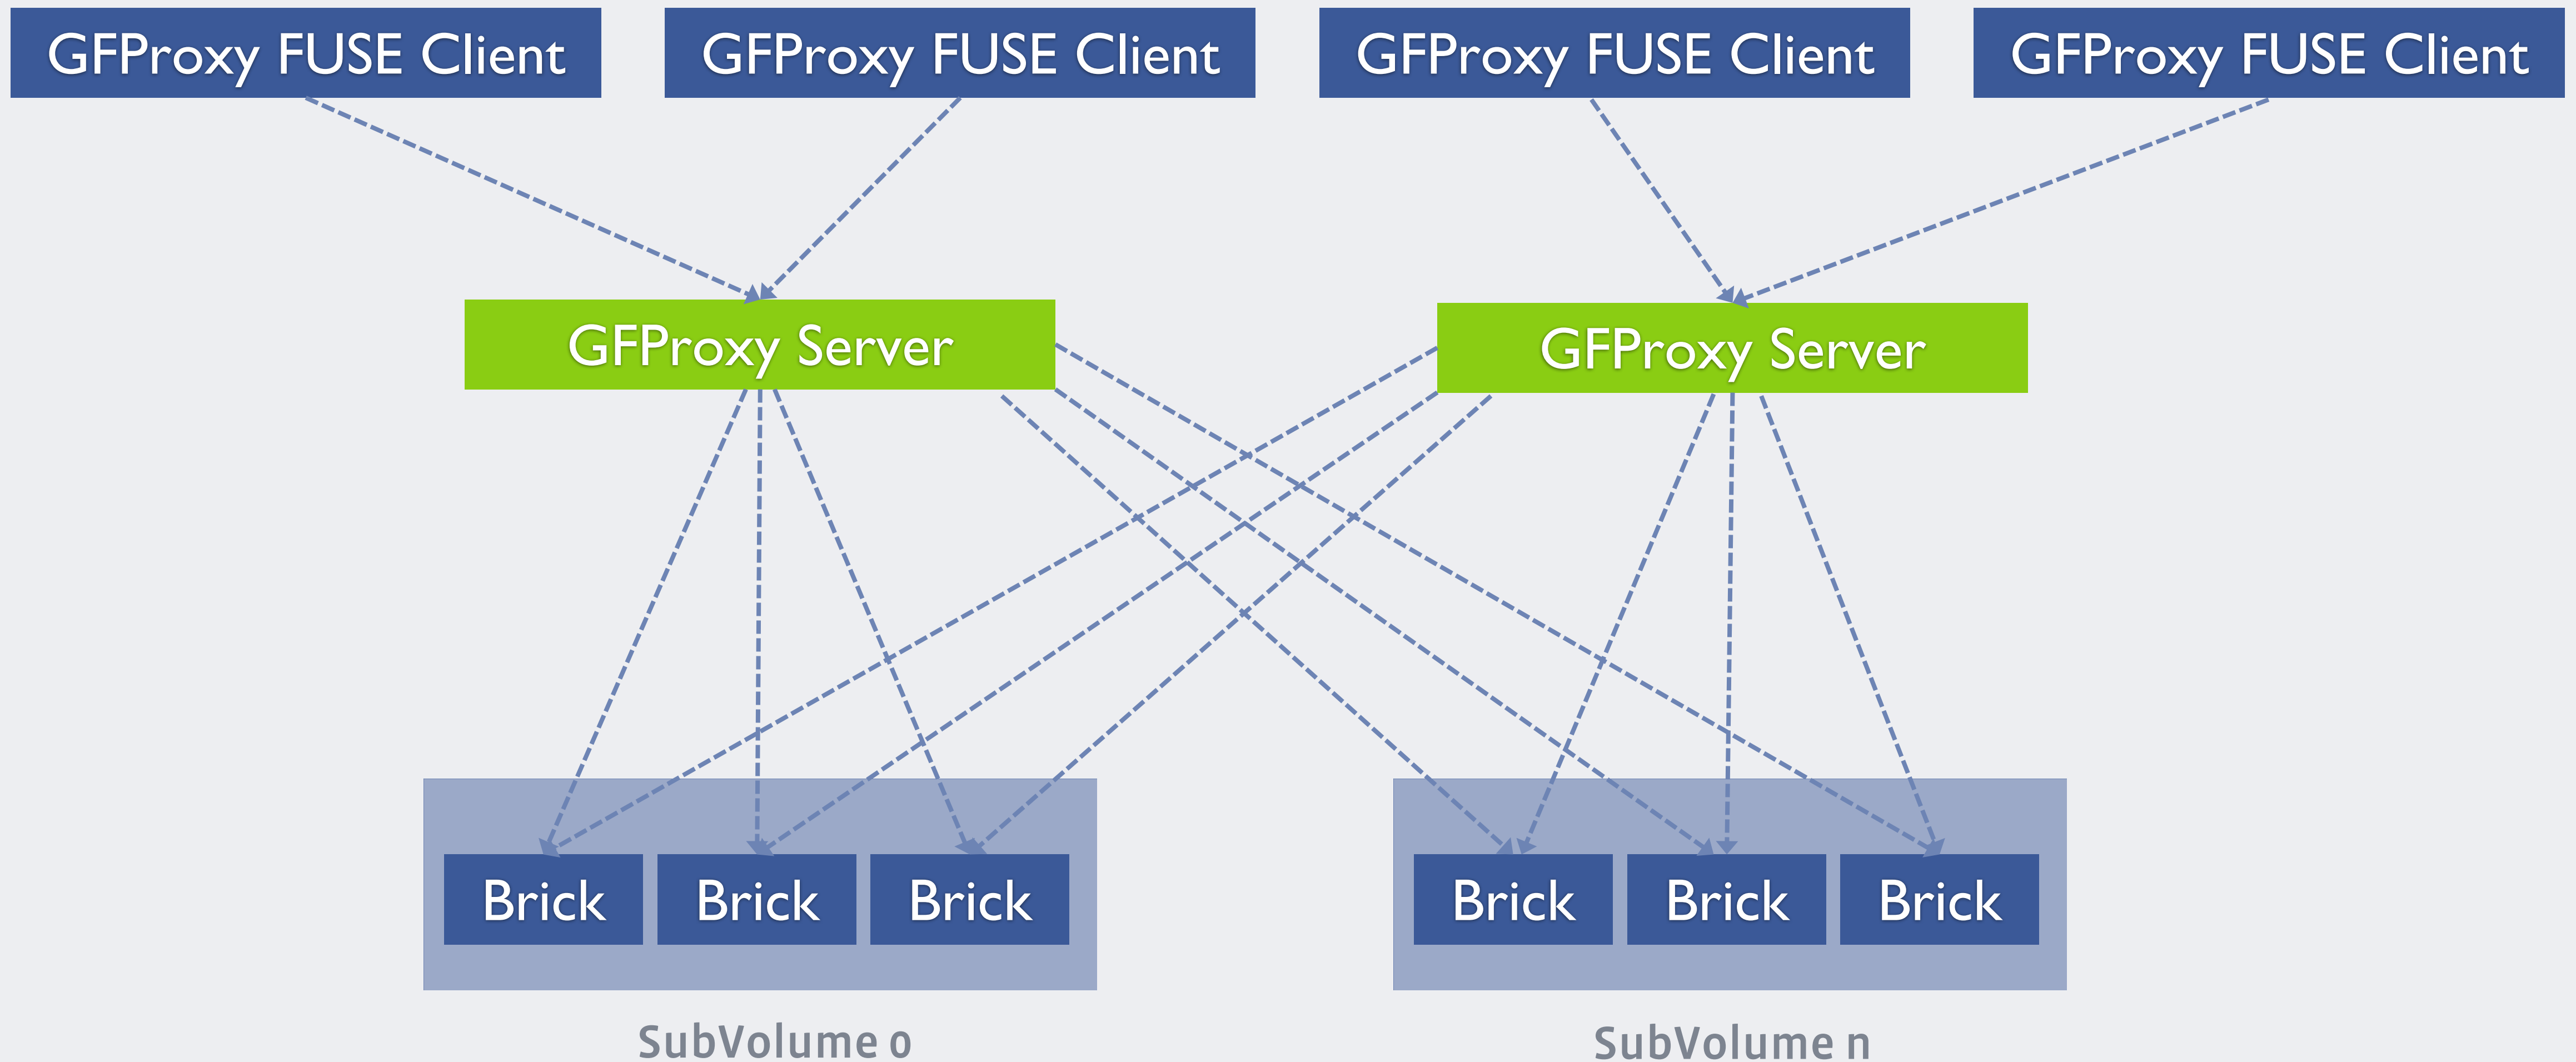 GFProxy FUSE Client
GFProxy FUSE Client
GFProxy FUSE Client
GFProxy FUSE Client
GFProxy Server
GFProxy Server
Brick
Brick
Brick
Brick
Brick
Brick
SubVolume 0
SubVolume n